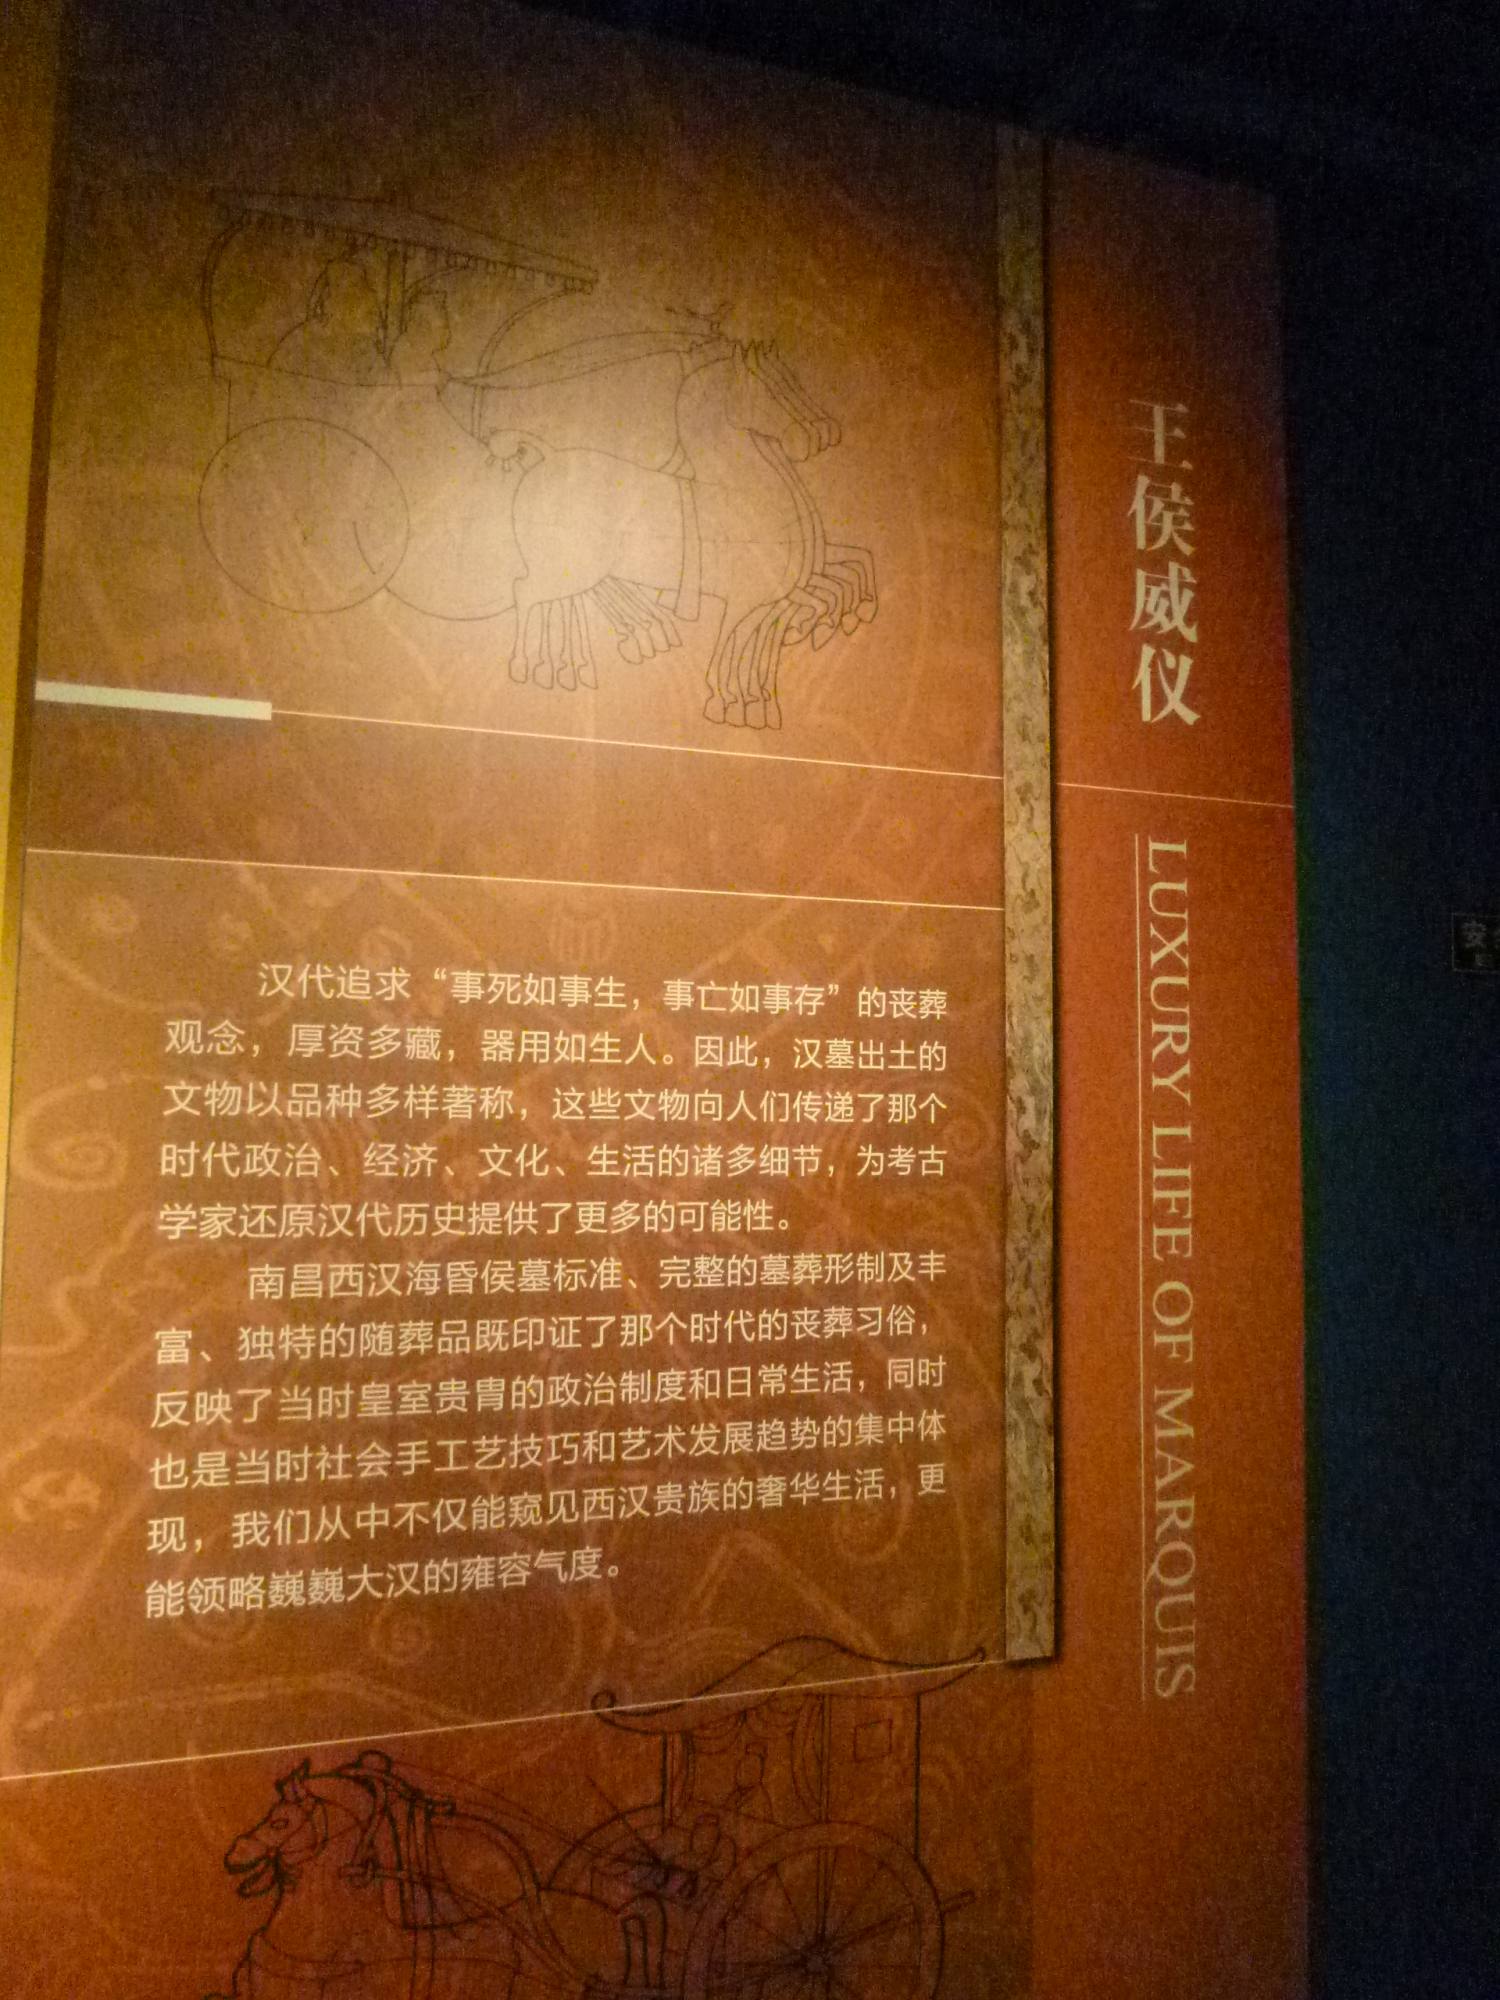 王侯威仪
LUXURY LIFE OF MARQUIS
汉代追求“事死如事生，事亡如事存”的丧葬
观念，厚资多藏，器用如生人。因此，汉墓出土的
文物以品种多样著称，这些文物向人们传递了那个
时代政治、经济、文化、生活的诸多细节，为考古
学家还原汉代历史提供了更多的可能性。
南昌西汉海昏侯墓标准、完整的墓葬形制及丰
富、独特的随葬品既印证了那个时代的丧葬习俗，
反映了当时皇室贵胄的政治制度和日常生活，同时
也是当时社会手工艺技巧和艺术发展趋势的集中体
现，我们从中不仅能窥见西汉贵族的奢华生活，更
能领略巍巍大汉的雍容气度。
安